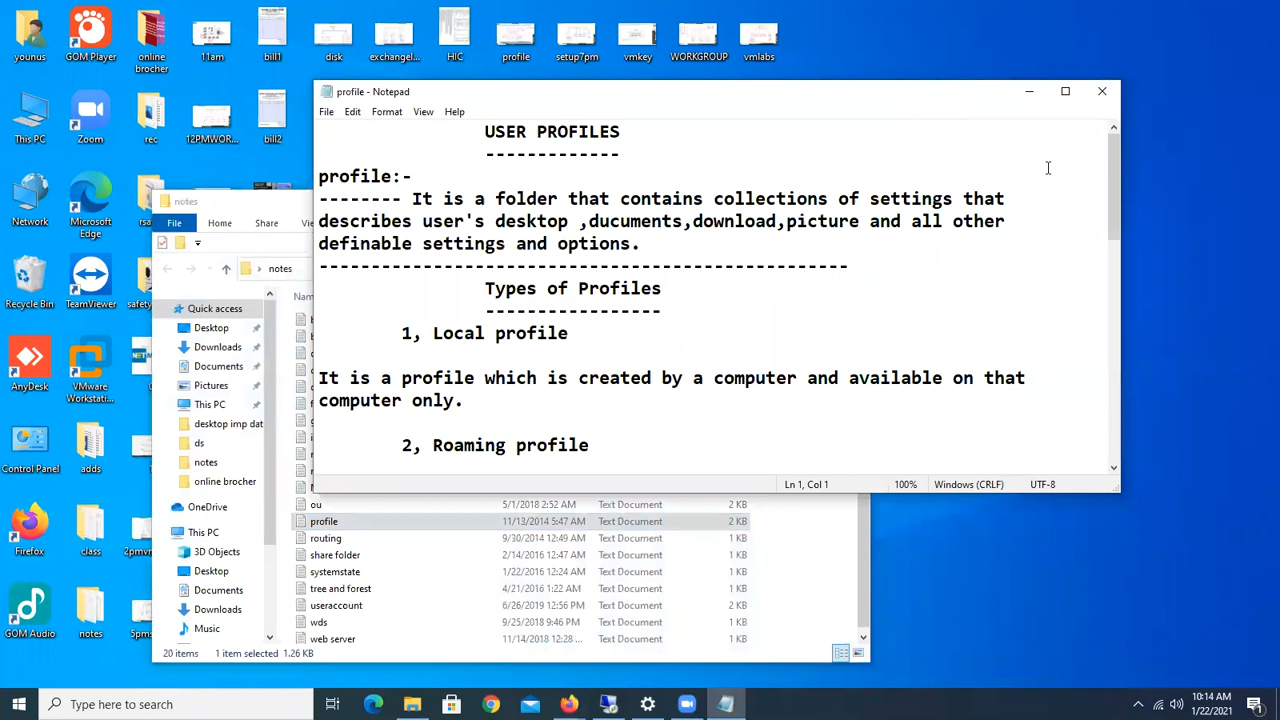 younus
GOM Player
online brocher
11am
bill1
disk
exchangel...
HIC
profile
setup7pm
vmkey
WORKGROUP
vmlabs
This PC
Zoom
rec
12PMWOR...
bill2
Network
Microsoft Edge
Recycle Bin
TeamViewer
AnyDesk
VMware Workstati...
Control Panel
adds
Firefox
class
GOM Audio
notes
profile - Notepad
File Edit Format View Help
USER PROFILES
-------------
profile:-
-------- It is a folder that contains collections of settings that
describes user's desktop ,ducuments,download,picture and all other
definable settings and options.
---------------------------------------------------
Types of Profiles
-----------------
1, Local profile
It is a profile which is created by a computer and available on that
computer only.
2, Roaming profile
Ln 1, Col 1 100% Windows (CRLF) UTF-8
notes
File Home Share
notes
Quick access
Desktop
Downloads
Documents
Pictures
This PC
desktop imp dat
ds
notes
online brocher
OneDrive
This PC
3D Objects
Desktop
Documents
Downloads
Music
ou 5/1/2018 2:52 AM Text Document 2 KB
profile 11/13/2014 5:47 AM Text Document 2 KB
routing 9/30/2014 12:49 AM Text Document 1 KB
share folder 2/14/2016 12:47 AM Text Document 1 KB
systemstate 1/22/2016 12:24 AM Text Document 1 KB
tree and forest 4/21/2016 1:22 AM Text Document 1 KB
useraccount 6/26/2019 12:56 PM Text Document 2 KB
wds 9/25/2018 9:46 PM Text Document 1 KB
web server 11/14/2018 12:28 ... Text Document 1 KB
20 items 1 item selected 1.26 KB
Type here to search
10:14 AM
1/22/2021